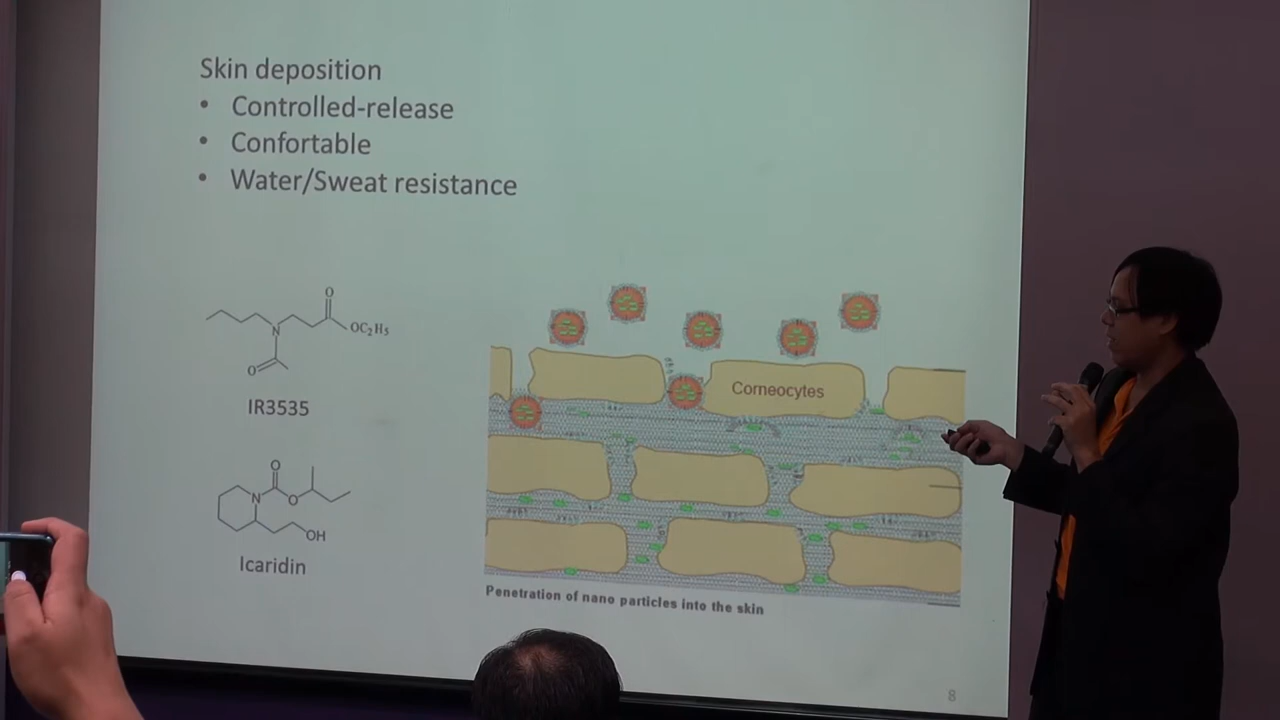 Skin deposition
• Controlled-release
• Confortable
• Water/Sweat resistance
O
N
OC2H5
O
IR3535
O
N
O
OH
Icaridin
Corneocytes
Penetration of nano particles into the skin
8